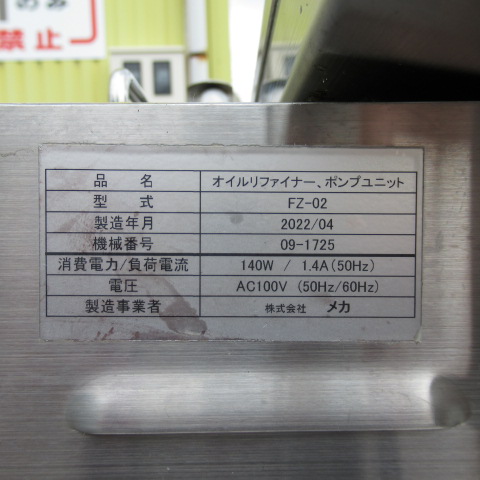 のみ
禁止
品 名 オイルリファイナー、ポンプユニット
型 式 FZ-02
製造年月 2022/04
機械番号 09-1725
消費電力/負荷電流 140W / 1.4A(50Hz)
電圧 AC100V (50Hz/60Hz)
製造事業者 株式会社 メカ